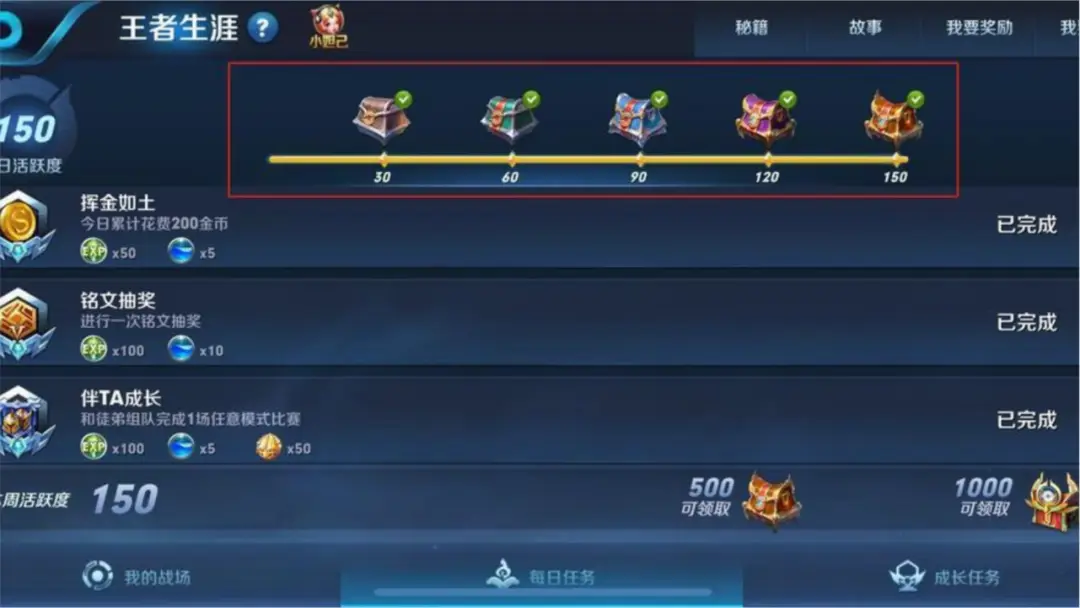 王者生涯 ?
小妲己
秘籍 故事 我要奖励 我
150
日活跃度
30 60 90 120 150
挥金如土
今日累计花费200金币
EXP x50 x5
已完成
铭文抽奖
进行一次铭文抽奖
EXP x100 x10
已完成
伴TA成长
和徒弟组队完成1场任意模式比赛
EXP x100 x5 x50
已完成
周活跃度 150
500
可领取
1000
可领取
我的战场 每日任务 成长任务